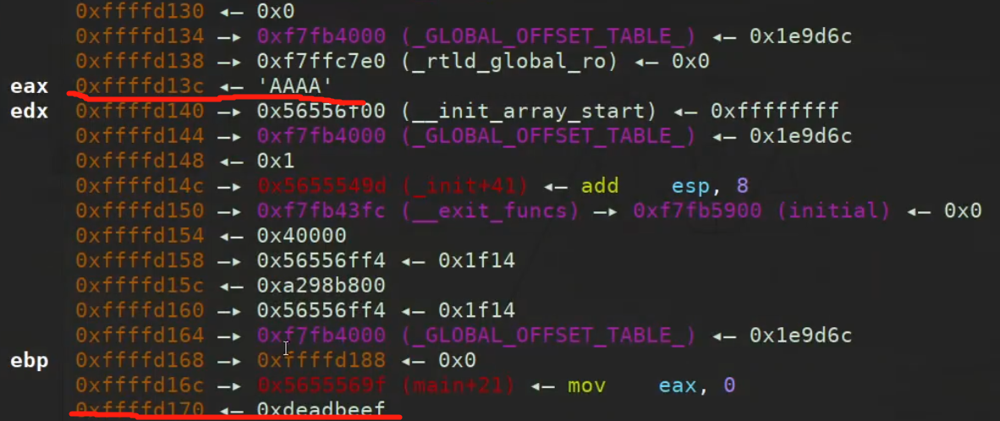 0xffffd130 ◂— 0x0
0xffffd134 —▸ 0xf7fb4000 (_GLOBAL_OFFSET_TABLE_) ◂— 0x1e9d6c
0xffffd138 —▸ 0xf7ffc7e0 (_rtld_global_ro) ◂— 0x0
eax 0xffffd13c ◂— 'AAAA'
edx 0xffffd140 —▸ 0x56556f00 (__init_array_start) ◂— 0xffffffff
0xffffd144 —▸ 0xf7fb4000 (_GLOBAL_OFFSET_TABLE_) ◂— 0x1e9d6c
0xffffd148 ◂— 0x1
0xffffd14c —▸ 0x5655549d (_init+41) ◂— add esp, 8
0xffffd150 —▸ 0xf7fb43fc (__exit_funcs) —▸ 0xf7fb5900 (initial) ◂— 0x0
0xffffd154 ◂— 0x40000
0xffffd158 —▸ 0x56556ff4 ◂— 0x1f14
0xffffd15c ◂— 0xa298b800
0xffffd160 —▸ 0x56556ff4 ◂— 0x1f14
0xffffd164 —▸ 0xf7fb4000 (_GLOBAL_OFFSET_TABLE_) ◂— 0x1e9d6c
ebp 0xffffd168 —▸ 0xffffd188 ◂— 0x0
0xffffd16c —▸ 0x5655569f (main+21) ◂— mov eax, 0
0xffffd170 ◂— 0xdeadbeef